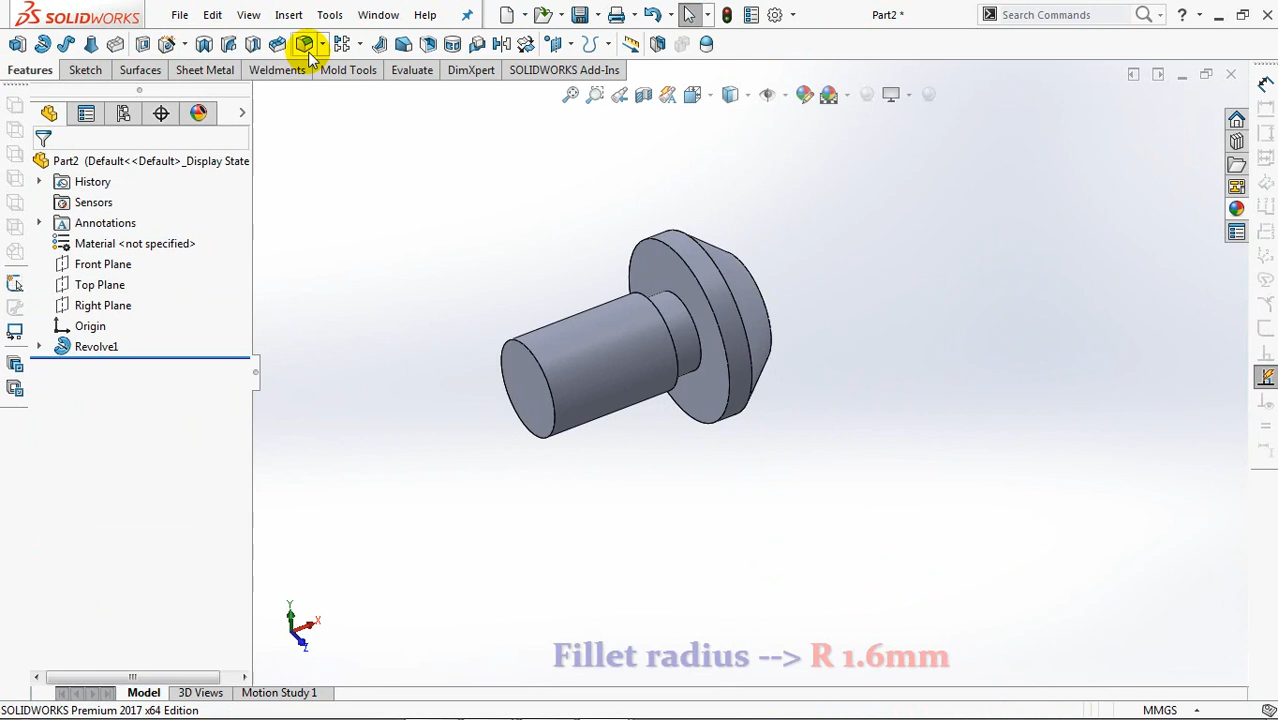 SOLIDWORKS File Edit View Insert Tools Window Help Part2 * Search Commands ?
Features Sketch Surfaces Sheet Metal Weldments Mold Tools Evaluate DimXpert SOLIDWORKS Add-Ins
Part2 (Default<<Default>_Display State
History
Sensors
Annotations
Material <not specified>
Front Plane
Top Plane
Right Plane
Origin
Revolve1
Y
X
Z
Fillet radius --> R 1.6mm
Model 3D Views Motion Study 1
SOLIDWORKS Premium 2017 x64 Edition MMGS